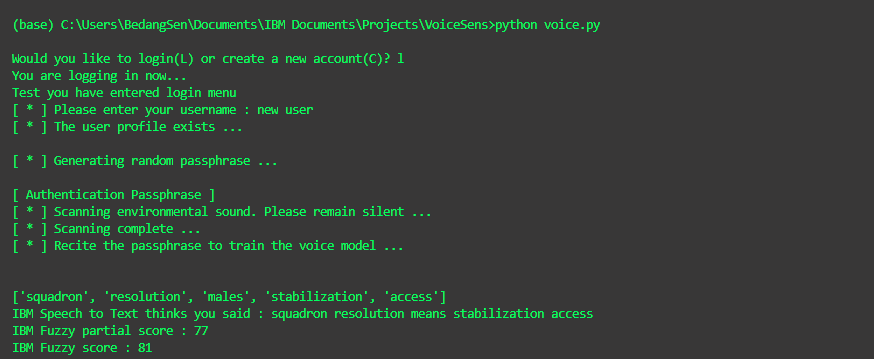 (base) C:\Users\BedangSen\Documents\IBM Documents\Projects\VoiceSens>python voice.py
Would you like to login(L) or create a new account(C)? l
You are logging in now...
Test you have entered login menu
[ * ] Please enter your username : new user
[ * ] The user profile exists ...
[ * ] Generating random passphrase ...
[ Authentication Passphrase ]
[ * ] Scanning environmental sound. Please remain silent ...
[ * ] Scanning complete ...
[ * ] Recite the passphrase to train the voice model ...
['squadron', 'resolution', 'males', 'stabilization', 'access']
IBM Speech to Text thinks you said : squadron resolution means stabilization access
IBM Fuzzy partial score : 77
IBM Fuzzy score : 81